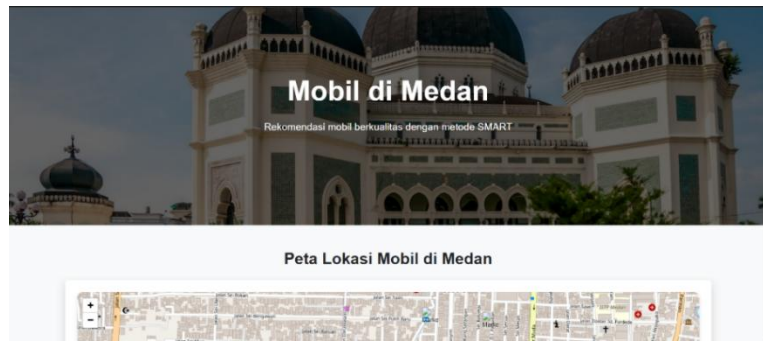 Mobil di Medan
Rekomendasi mobil berkualitas dengan metode SMART
Peta Lokasi Mobil di Medan
+
-